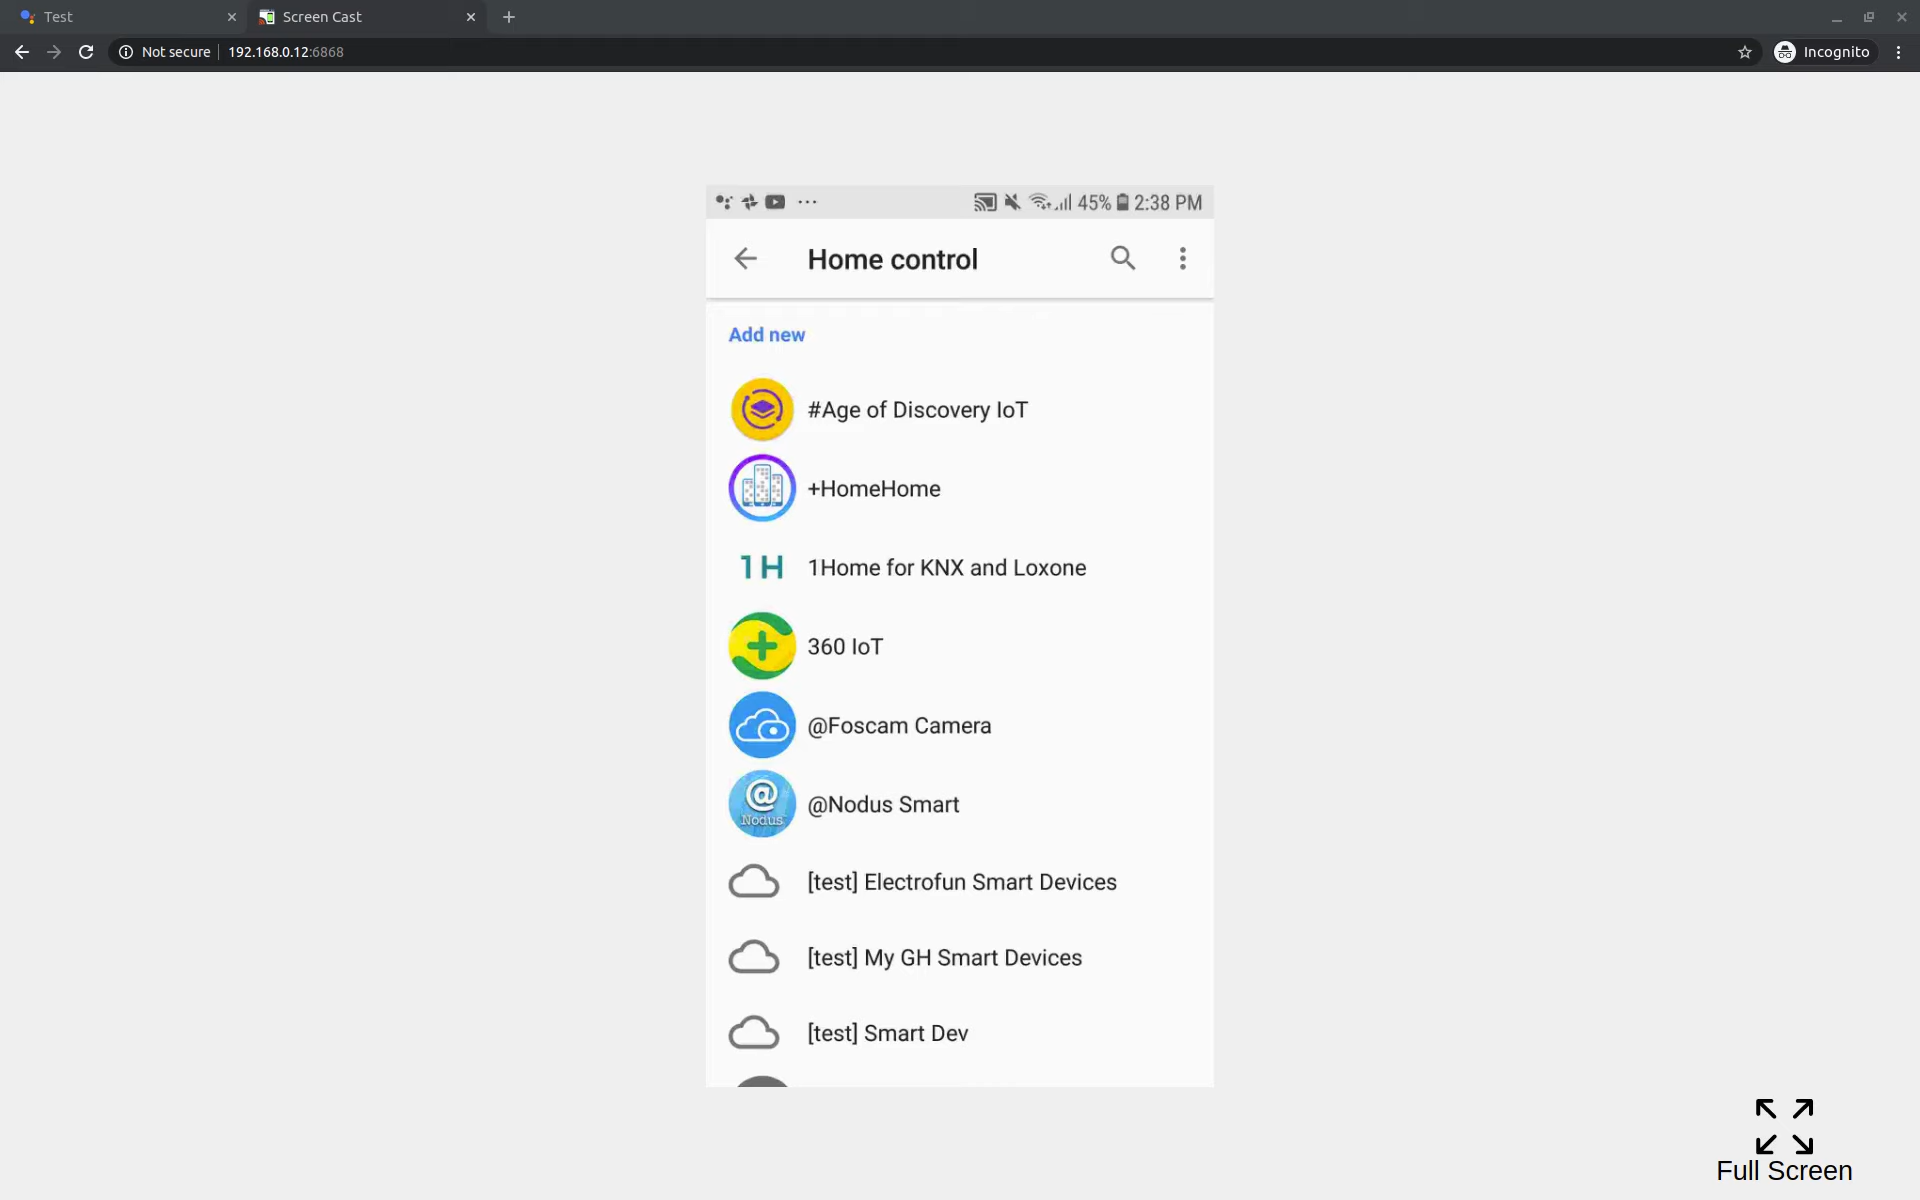 Test
Screen Cast
Not secure
192.168.0.12:6868
Incognito
45% 2:38 PM
Home control
Add new
#Age of Discovery IoT
+HomeHome
1H
1Home for KNX and Loxone
360 IoT
@Foscam Camera
@
Nodus
@Nodus Smart
[test] Electrofun Smart Devices
[test] My GH Smart Devices
[test] Smart Dev
Full Screen